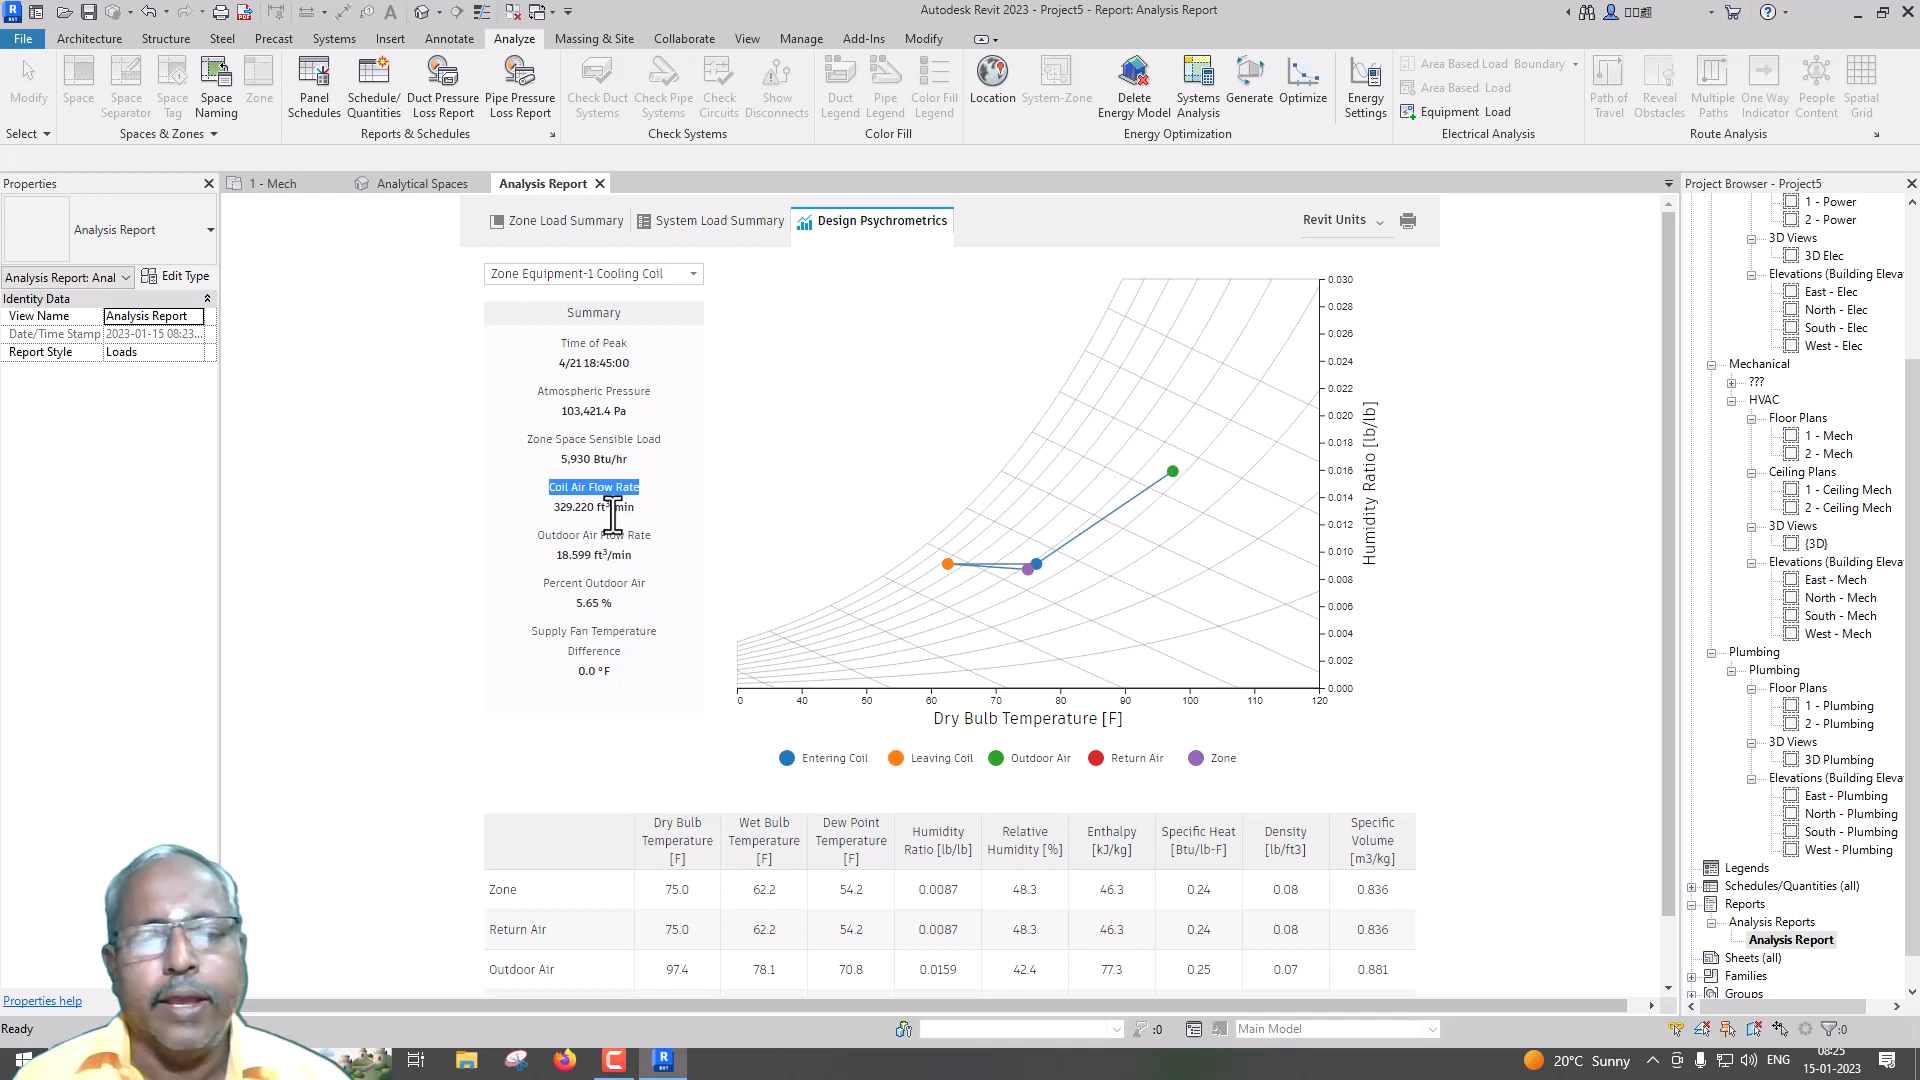 Autodesk Revit 2023 - Project5 - Report: Analysis Report
File Architecture Structure Steel Precast Systems Insert Annotate Analyze Massing & Site Collaborate View Manage Add-Ins Modify
Modify
Space
Space Separator
Space Tag
Space Naming
Zone
Panel Schedules
Schedule/ Quantities
Duct Pressure Loss Report
Pipe Pressure Loss Report
Check Duct Systems
Check Pipe Systems
Check Circuits
Show Disconnects
Duct Legend
Pipe Legend
Color Fill Legend
Location
System-Zone
Delete Energy Model
Systems Analysis
Generate
Optimize
Energy Settings
Area Based Load Boundary
Area Based Load
Equipment Load
Path of Travel
Reveal Obstacles
Multiple Paths
One Way Indicator
People Content
Spatial Grid
Select
Spaces & Zones
Reports & Schedules
Check Systems
Color Fill
Energy Optimization
Electrical Analysis
Route Analysis
Properties
Analysis Report
Analysis Report: Anal
Edit Type
Identity Data
View Name Analysis Report
Date/Time Stamp 2023-01-15 08:23...
Report Style Loads
Properties help
1 - Mech
Analytical Spaces
Analysis Report
Zone Load Summary
System Load Summary
Design Psychrometrics
Revit Units
Zone Equipment-1 Cooling Coil
Summary
Time of Peak
4/21 18:45:00
Atmospheric Pressure
103,421.4 Pa
Zone Space Sensible Load
5,930 Btu/hr
Coil Air Flow Rate
329.220 ft³/min
Outdoor Air Flow Rate
18.599 ft³/min
Percent Outdoor Air
5.65 %
Supply Fan Temperature
Difference
0.0 °F
0.030
0.028
0.026
0.024
0.022
0.020
0.018
0.016
0.014
0.012
0.010
0.008
0.006
0.004
0.002
0.000
Humidity Ratio [lb/lb]
0 40 50 60 70 80 90 100 110 120
Dry Bulb Temperature [F]
Entering Coil Leaving Coil Outdoor Air Return Air Zone
Dry Bulb Temperature [F]
Wet Bulb Temperature [F]
Dew Point Temperature [F]
Humidity Ratio [lb/lb]
Relative Humidity [%]
Enthalpy [kJ/kg]
Specific Heat [Btu/lb-F]
Density [lb/ft3]
Specific Volume [m3/kg]
Zone 75.0 62.2 54.2 0.0087 48.3 46.3 0.24 0.08 0.836
Return Air 75.0 62.2 54.2 0.0087 48.3 46.3 0.24 0.08 0.836
Outdoor Air 97.4 78.1 70.8 0.0159 42.4 77.3 0.25 0.07 0.881
Project Browser - Project5
1 - Power
2 - Power
3D Views
3D Elec
Elevations (Building Eleva
East - Elec
North - Elec
South - Elec
West - Elec
Mechanical
???
HVAC
Floor Plans
1 - Mech
2 - Mech
Ceiling Plans
1 - Ceiling Mech
2 - Ceiling Mech
3D Views
{3D}
Elevations (Building Eleva
East - Mech
North - Mech
South - Mech
West - Mech
Plumbing
Plumbing
Floor Plans
1 - Plumbing
2 - Plumbing
3D Views
3D Plumbing
Elevations (Building Eleva
East - Plumbing
North - Plumbing
South - Plumbing
West - Plumbing
Legends
Schedules/Quantities (all)
Reports
Analysis Reports
Analysis Report
Sheets (all)
Families
Groups
Ready
:0
Main Model
:0
20°C Sunny
ENG
08:25
15-01-2023